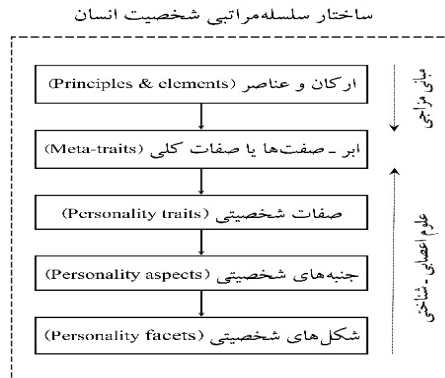 ساختار سلسله‌مراتبی شخصیت انسان
ارکان و عناصر (Principles & elements)
ابر ـ صفت‌ها یا صفات کلی (Meta-traits)
صفات شخصیتی (Personality traits)
جنبه‌های شخصیتی (Personality aspects)
شکل‌های شخصیتی (Personality facets)
مبانی مزاجی
علوم اعصابی ـ شناختی